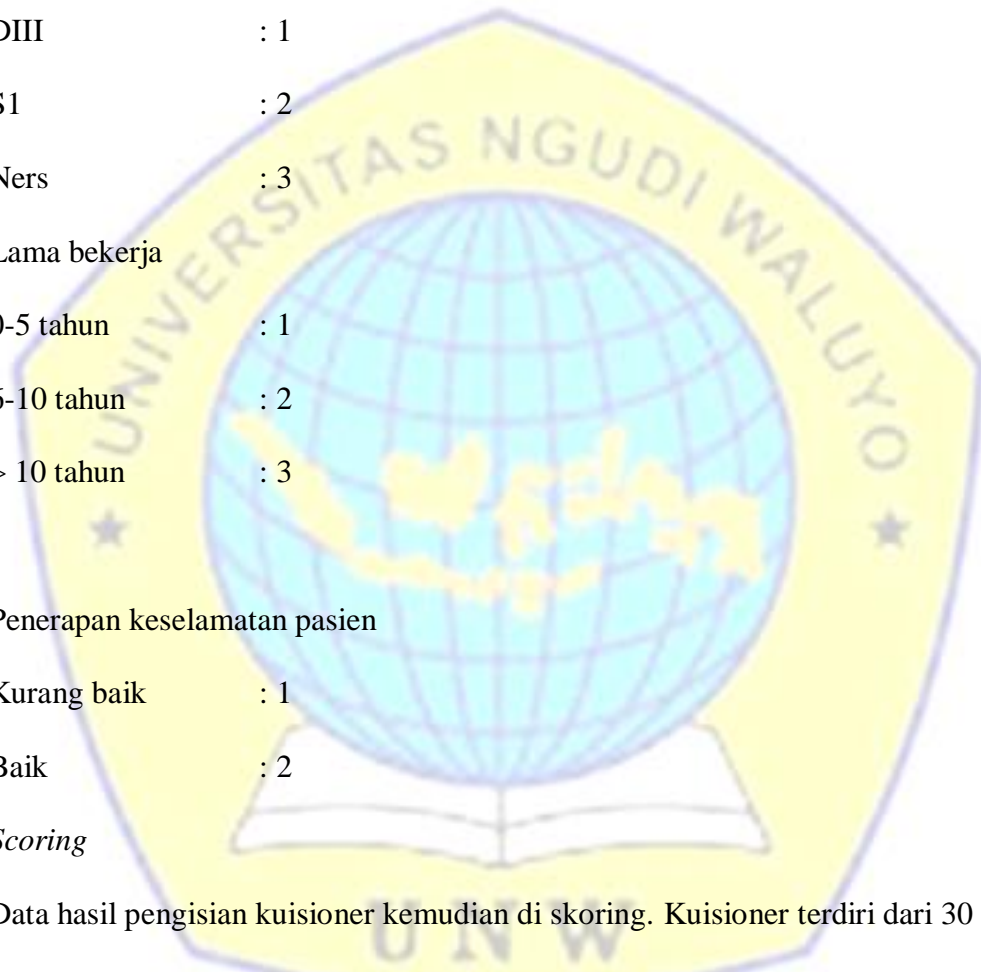 DIII : 1
S1 : 2
Ners : 3
Lama bekerja
0-5 tahun : 1
6-10 tahun : 2
> 10 tahun : 3
Penerapan keselamatan pasien
Kurang baik : 1
Baik : 2
Scoring
Data hasil pengisian kuisioner kemudian di skoring. Kuisioner terdiri dari 30
UNIVERSITAS NGUDI WALUYO
UNW